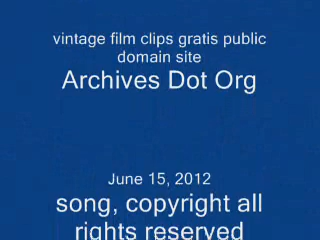 vintage film clips gratis public
domain site
Archives Dot Org
June 15, 2012
song, copyright all
rights reserved